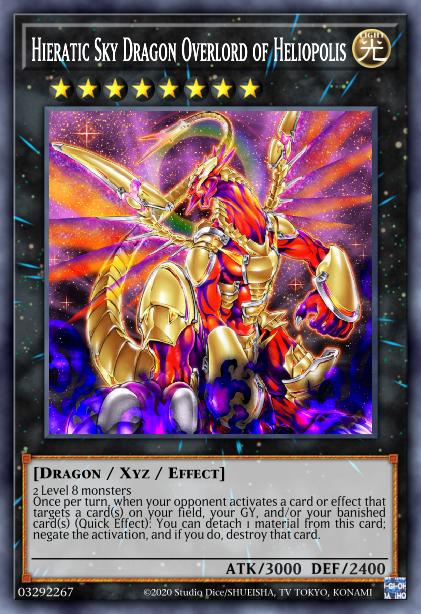 HIERATIC SKY DRAGON OVERLORD OF HELIOPOLIS
LIGHT
光
[DRAGON / XYZ / EFFECT]
2 Level 8 monsters
Once per turn, when your opponent activates a card or effect that
targets a card(s) on your field, your GY, and/or your banished
card(s) (Quick Effect): You can detach 1 material from this card;
negate the activation, and if you do, destroy that card.
ATK/3000 DEF/2400
03292267
©2020 Studio Dice/SHUEISHA, TV TOKYO, KONAMI